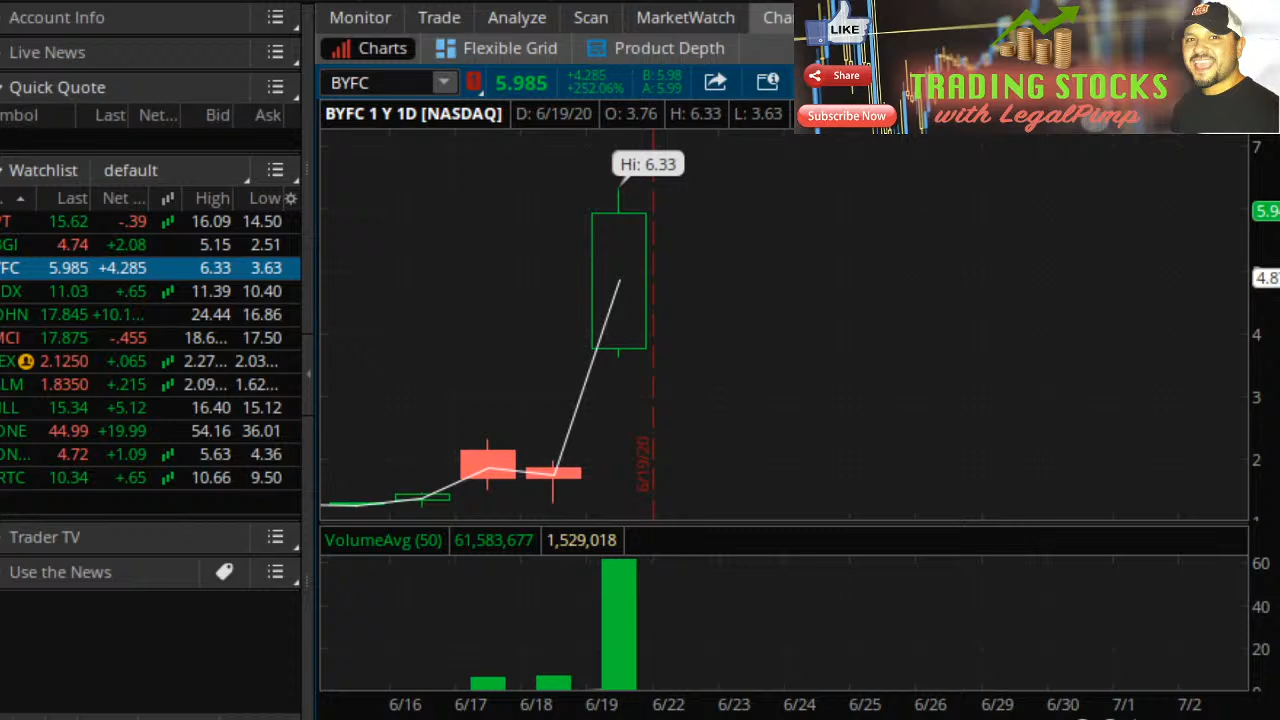 Account Info
Monitor Trade Analyze Scan MarketWatch Cha
LIKE
Share
Subscribe Now
TRADING STOCKS
with LegalPimp
Live News
Charts Flexible Grid Product Depth
Quick Quote
BYFC 5.985 +4.285 +252.06% B: 5.98 A: 5.99
mbol Last Net... Bid Ask
BYFC 1 Y 1D [NASDAQ] D: 6/19/20 O: 3.76 H: 6.33 L: 3.63
Watchlist default
Last Net ... High Low
T 15.62 -.39 16.09 14.50
GI 4.74 +2.08 5.15 2.51
FC 5.985 +4.285 6.33 3.63
DX 11.03 +.65 11.39 10.40
OHN 17.845 +10.1... 24.44 16.86
MCI 17.875 -.455 18.6... 17.50
EX 2.1250 +.065 2.27... 2.03...
LM 1.8350 +.215 2.09... 1.62...
LL 15.34 +5.12 16.40 15.12
ONE 44.99 +19.99 54.16 36.01
ON... 4.72 +1.09 5.63 4.36
RTC 10.34 +.65 10.66 9.50
Trader TV
Use the News
Hi: 6.33
7
5.9
4.8
4
3
2
6/19/20
VolumeAvg (50) 61,583,677 1,529,018
60
40
20
6/16 6/17 6/18 6/19 6/22 6/23 6/24 6/25 6/26 6/29 6/30 7/1 7/2